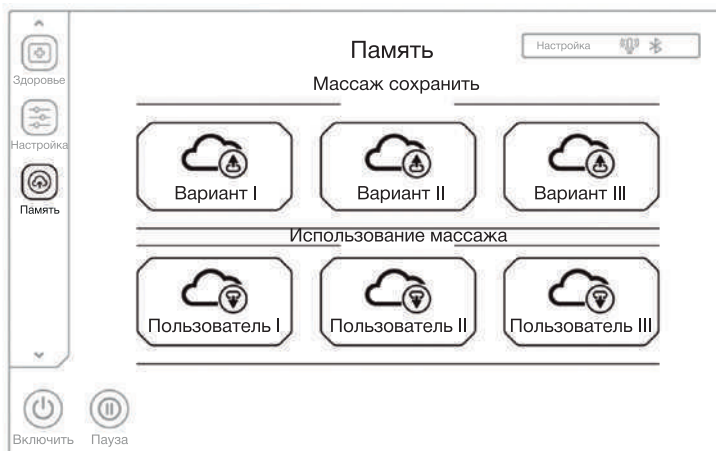 Здоровье
Настройка
Память
Память
Настройка
Массаж сохранить
Вариант I
Вариант II
Вариант III
Использование массажа
Пользователь I
Пользователь II
Пользователь III
Включить
Пауза